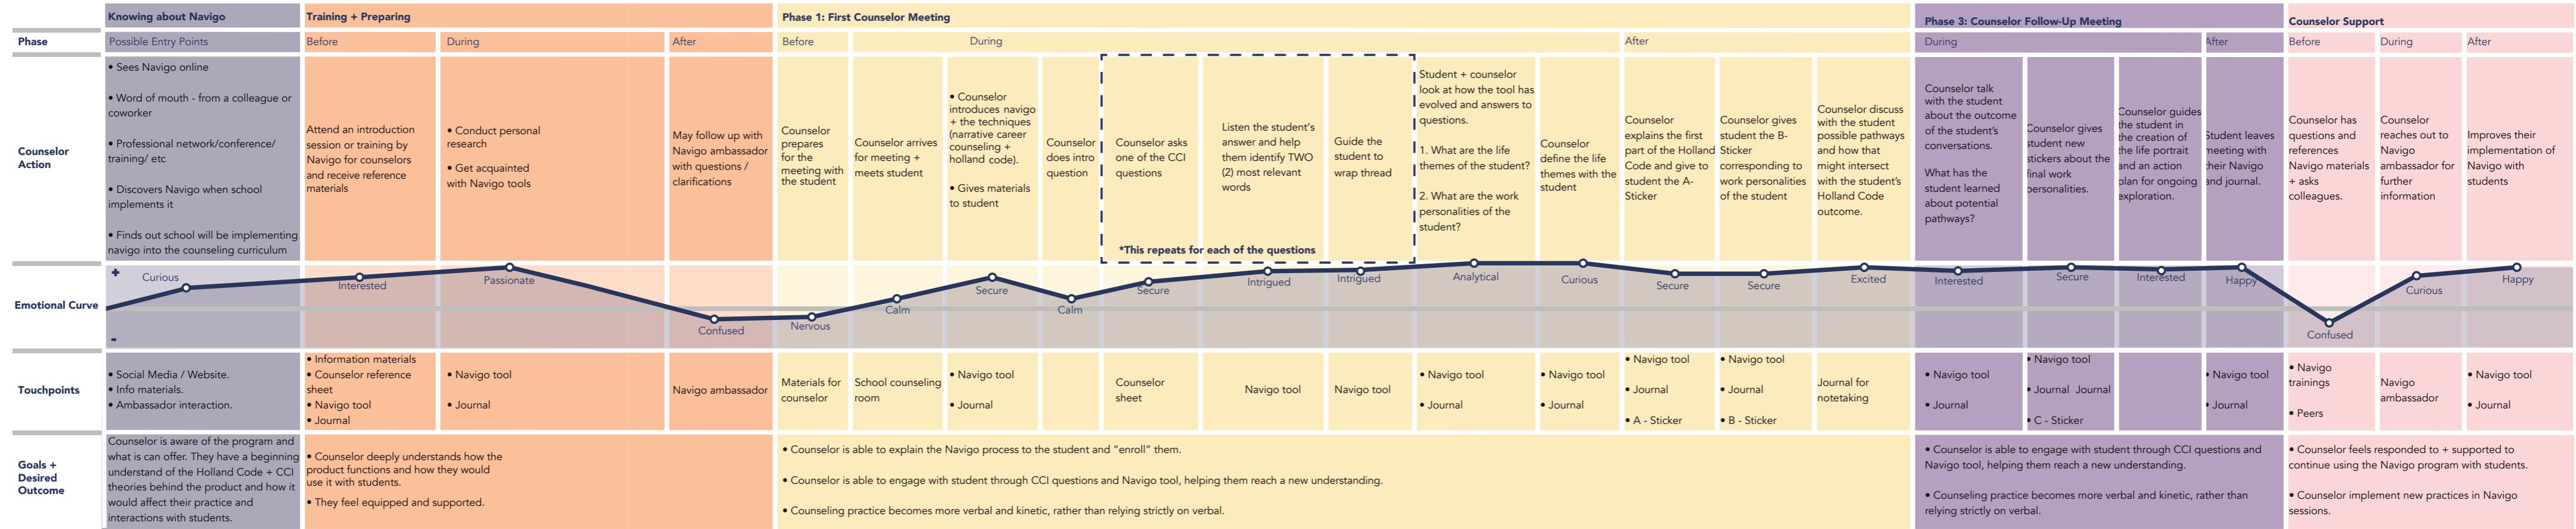 Knowing about Navigo
Training + Preparing
Phase 1: First Counselor Meeting
Phase 3: Counselor Follow-Up Meeting
Counselor Support
Phase
Possible Entry Points
Before
During
After
Before
During
After
During
After
Before
During
After
Counselor
Action
• Sees Navigo online
• Word of mouth - from a colleague or
coworker
• Professional network/conference/
training/ etc
• Discovers Navigo when school
implements it
• Finds out school will be implementing
navigo into the counseling curriculum
Attend an introduction
session or training by
Navigo for counselors
and receive reference
materials
• Conduct personal
research
• Get acquainted
with Navigo tools
May follow up with
Navigo ambassador
with questions /
clarifications
Counselor
prepares
for the
meeting with
the student
Counselor arrives
for meeting +
meets student
• Counselor
introduces navigo
+ the techniques
(narrative career
counseling +
holland code).
• Gives materials
to student
Counselor
does intro
question
Counselor asks
one of the CCI
questions
Listen the student's
answer and help
them identify TWO
(2) most relevant
words
Guide the
student to
wrap thread
*This repeats for each of the questions
Student + counselor
look at how the tool has
evolved and answers to
questions.
1. What are the life
themes of the student?
2. What are the work
personalities of the
student?
Counselor
define the life
themes with the
student
Counselor
explains the first
part of the Holland
Code and give to
student the A-
Sticker
Counselor gives
student the B-
Sticker
corresponding to
work personalities
of the student
Counselor discuss
with the student
possible pathways
and how that
might intersect
with the student's
Holland Code
outcome.
Counselor talk
with the student
about the outcome
of the student's
conversations.
What has the
student learned
about potential
pathways?
Counselor gives
student new
stickers about the
final work
personalities.
Counselor guides
the student in
the creation of
the life portrait
and an action
plan for ongoing
exploration.
Student leaves
meeting with
their Navigo
and journal.
Counselor has
questions and
references
Navigo materials
+ asks
colleagues.
Counselor
reaches out to
Navigo
ambassador for
further
information
Improves their
implementation of
Navigo with
students
Emotional Curve
+
-
Curious
Interested
Passionate
Confused
Nervous
Calm
Secure
Calm
Secure
Intrigued
Intrigued
Analytical
Curious
Secure
Secure
Excited
Interested
Secure
Interested
Happy
Confused
Curious
Happy
Touchpoints
• Social Media / Website.
• Info materials.
• Ambassador interaction.
• Information materials
• Counselor reference
sheet
• Navigo tool
• Journal
• Navigo tool
• Journal
Navigo ambassador
Materials for
counselor
School counseling
room
• Navigo tool
• Journal
Counselor
sheet
Navigo tool
Navigo tool
• Navigo tool
• Journal
• Navigo tool
• Journal
• Navigo tool
• Journal
• A - Sticker
• Navigo tool
• Journal
• B - Sticker
Journal for
notetaking
• Navigo tool
• Journal
• Navigo tool
• Journal Journal
• C - Sticker
• Navigo tool
• Journal
• Navigo
trainings
• Peers
Navigo
ambassador
• Navigo tool
• Journal
Goals +
Desired
Outcome
Counselor is aware of the program and
what is can offer. They have a beginning
understand of the Holland Code + CCI
theories behind the product and how it
would affect their practice and
interactions with students.
• Counselor deeply understands how the
product functions and how they would
use it with students.
• They feel equipped and supported.
• Counselor is able to explain the Navigo process to the student and “enroll” them.
• Counselor is able to engage with student through CCI questions and Navigo tool, helping them reach a new understanding.
• Counseling practice becomes more verbal and kinetic, rather than relying strictly on verbal.
• Counselor is able to engage with student through CCI questions and
Navigo tool, helping them reach a new understanding.
• Counseling practice becomes more verbal and kinetic, rather than
relying strictly on verbal.
• Counselor feels responded to + supported to
continue using the Navigo program with students.
• Counselor implement new practices in Navigo
sessions.